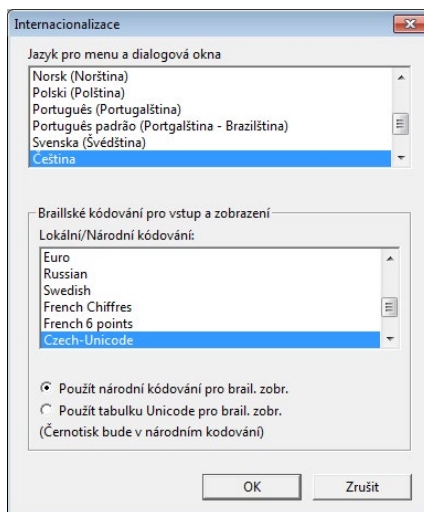 Internacionalizace
Jazyk pro menu a dialogová okna
Norsk (Norština)
Polski (Polština)
Português (Portugalština)
Português padrão (Portgalština - Brazilština)
Svenska (Švédština)
Čeština
Braillské kódování pro vstup a zobrazení
Lokální/Národní kódování:
Euro
Russian
Swedish
French Chiffres
French 6 points
Czech-Unicode
Použít národní kódování pro brail. zobr.
Použít tabulku Unicode pro brail. zobr.
(Černotisk bude v národním kodování)
OK Zrušit